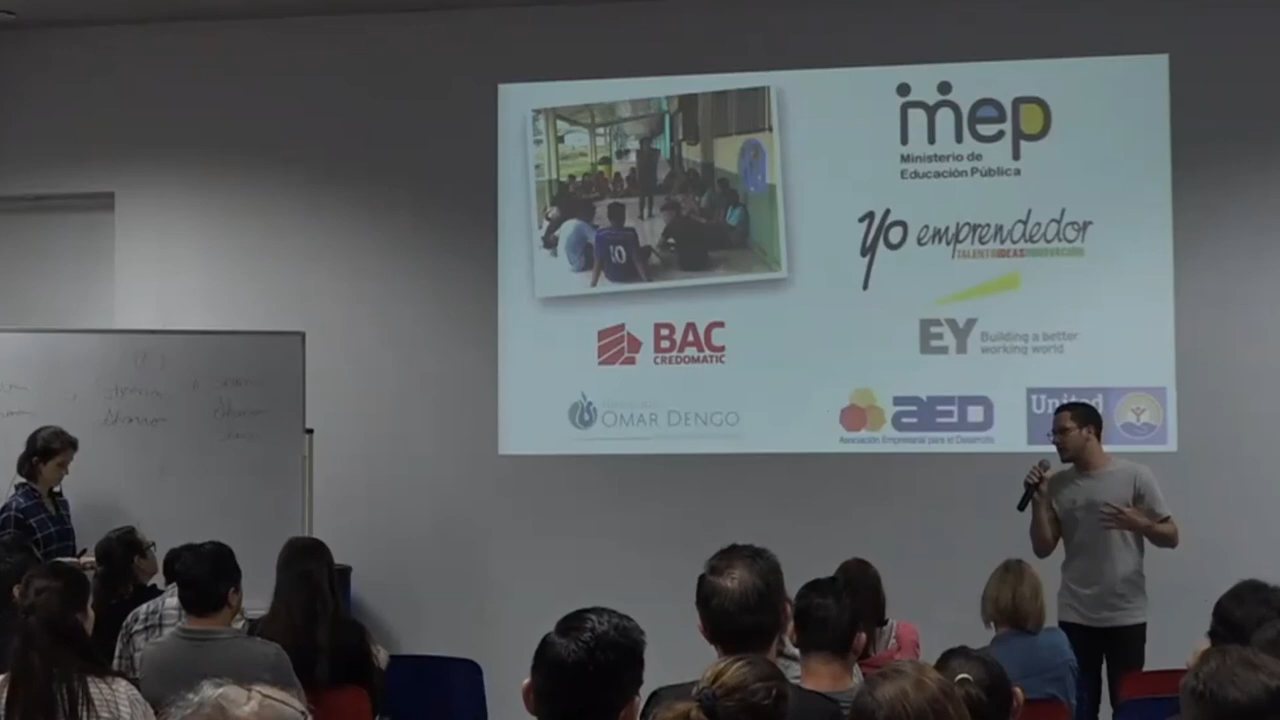 mep
Ministerio de
Educación Pública
yo emprendedor
TALENTOIDEASINNOVACIÓN
10
BAC
CREDOMATIC
EY Building a better
working world
OMAR DENGO
AED
Asociación Empresarial para el Desarrollo
United